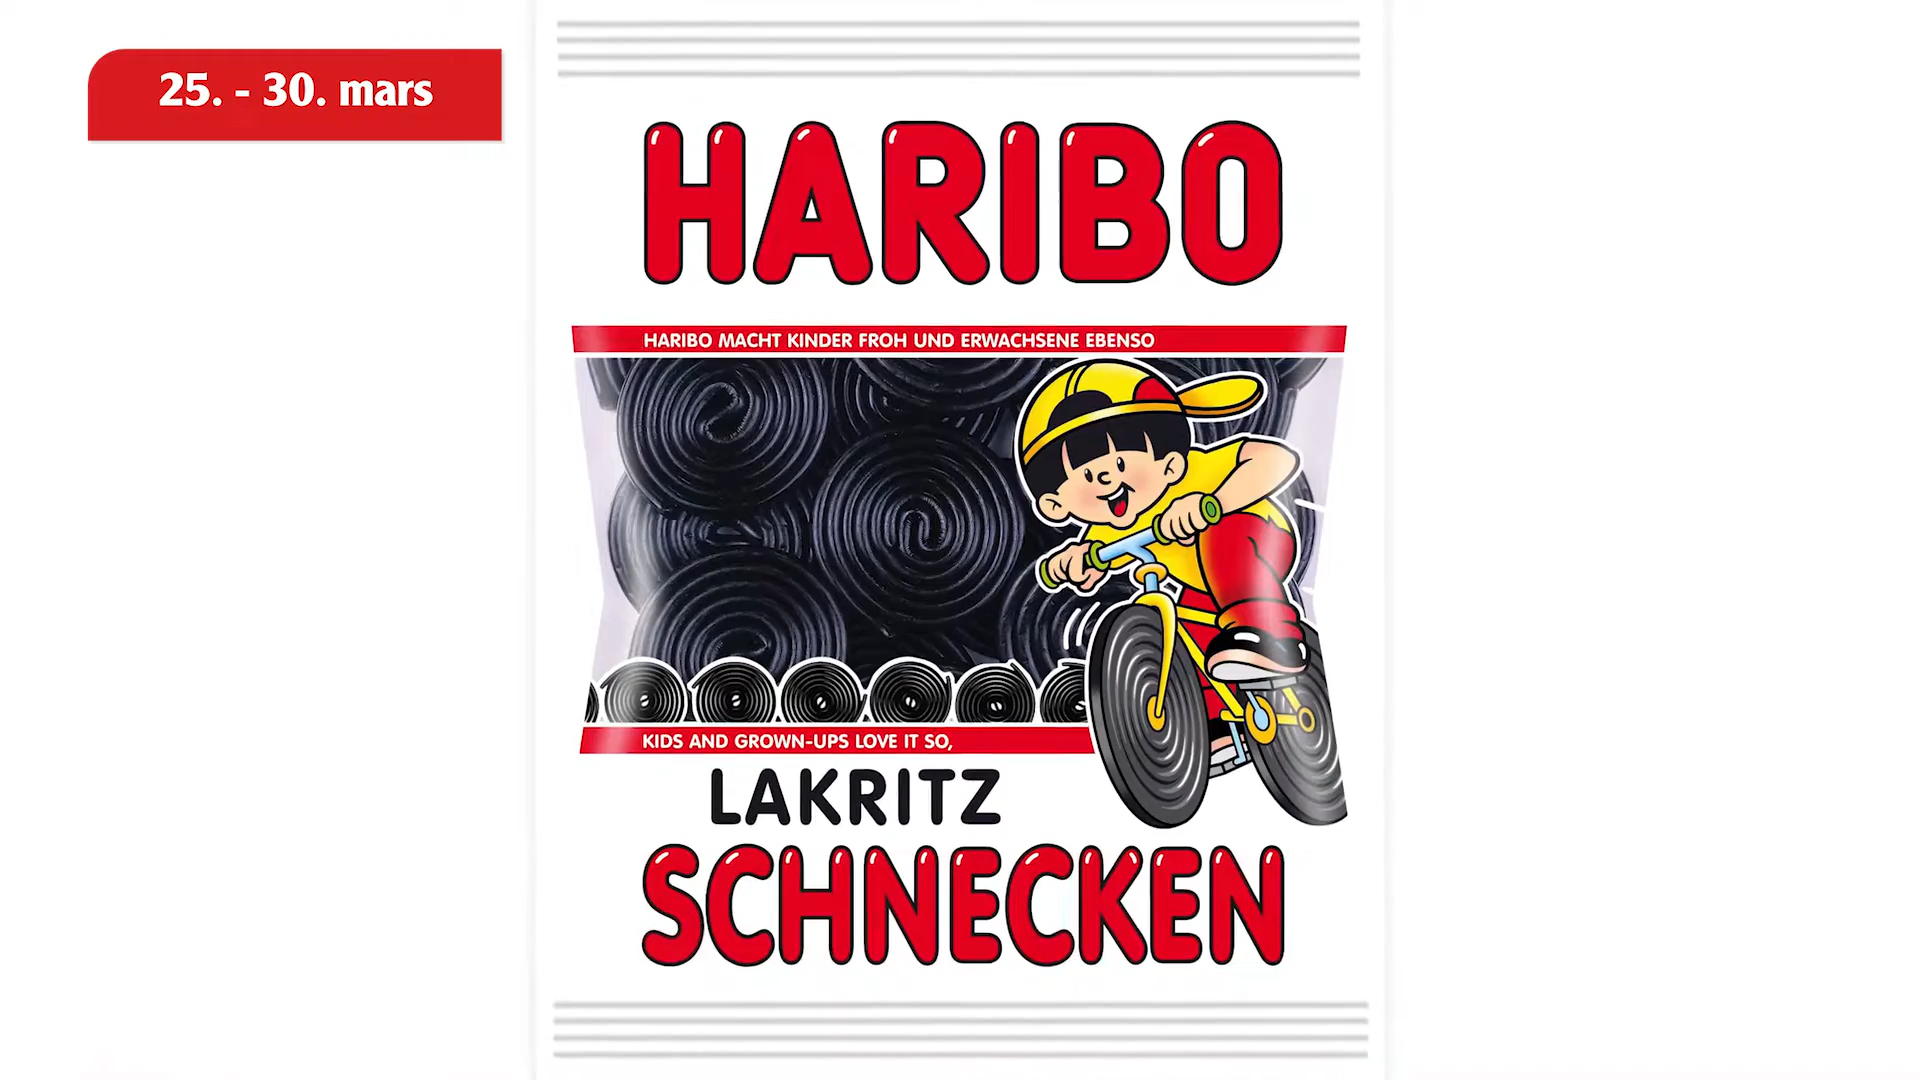 25. - 30. mars
HARIBO
HARIBO MACHT KINDER FROH UND ERWACHSENE EBENSO
KIDS AND GROWN-UPS LOVE IT SO,
LAKRITZ
SCHNECKEN